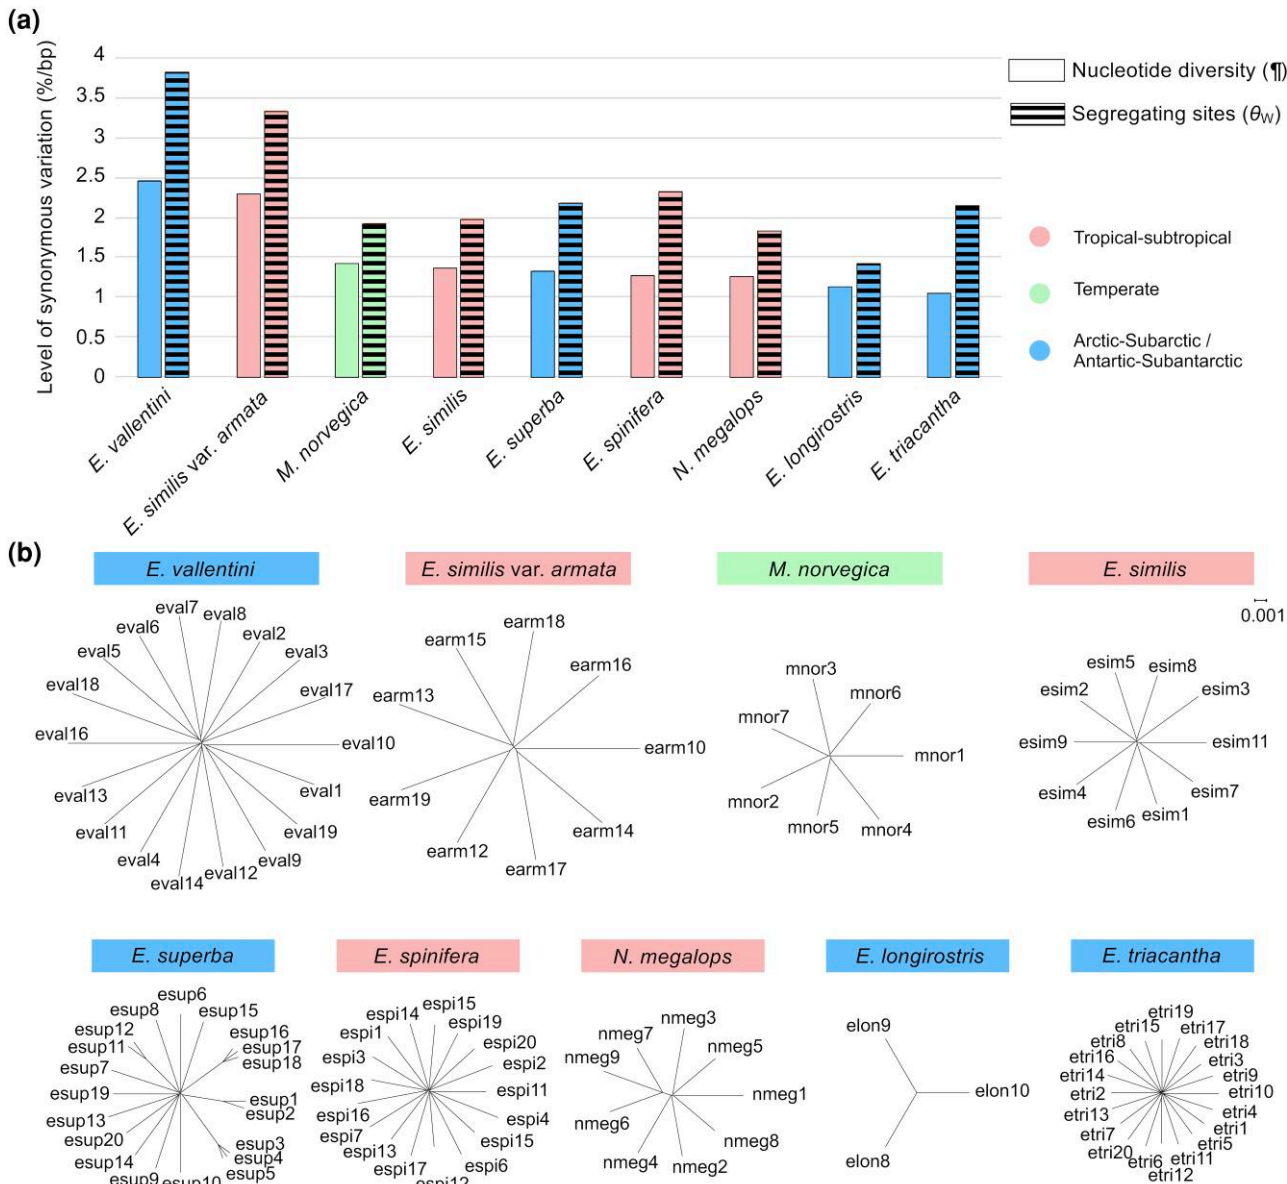 (a)
Level of synonymous variation (%/bp)
4
3.5
3
2.5
2
1.5
1
0.5
0
E. vallentini
E. similis var. armata
M. norvegica
E. similis
E. superba
E. spinifera
N. megalops
E. longirostris
E. triacantha
Nucleotide diversity (¶)
Segregating sites (θW)
Tropical-subtropical
Temperate
Arctic-Subarctic /
Antartic-Subantarctic
(b)
E. vallentini
eval7
eval8
eval6
eval2
eval5
eval3
eval18
eval17
eval16
eval10
eval13
eval1
eval11
eval19
eval4
eval9
eval14
eval12
E. similis var. armata
earm18
earm15
earm16
earm13
earm10
earm19
earm14
earm12
earm17
M. norvegica
mnor3
mnor6
mnor7
mnor1
mnor2
mnor5
mnor4
E. similis
0.001
esim5
esim8
esim2
esim3
esim9
esim11
esim4
esim7
esim6
esim1
E. superba
esup6
esup8
esup15
esup12
esup16
esup11
esup17
esup18
esup7
esup19
esup1
esup2
esup13
esup20
esup3
esup4
esup14
esup5
esup9
esup10
E. spinifera
espi15
espi14
espi19
espi1
espi20
espi3
espi2
espi18
espi11
espi16
espi4
espi7
espi15
espi13
espi6
espi17
espi12
N. megalops
nmeg3
nmeg7
nmeg5
nmeg9
nmeg1
nmeg6
nmeg8
nmeg4
nmeg2
E. longirostris
elon9
elon10
elon8
E. triacantha
etri19
etri15
etri17
etri8
etri18
etri16
etri3
etri14
etri9
etri2
etri10
etri13
etri4
etri7
etri1
etri20
etri5
etri6
etri11
etri12